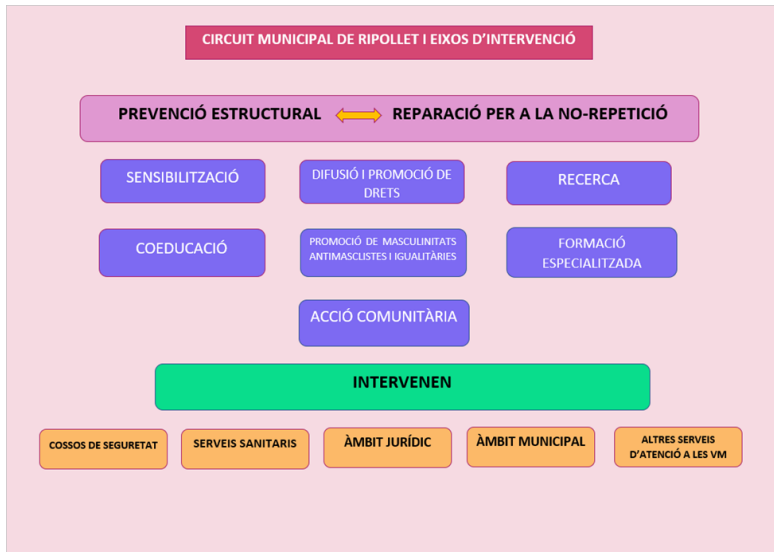 CIRCUIT MUNICIPAL DE RIPOLLET I EIXOS D'INTERVENCIÓ
PREVENCIÓ ESTRUCTURAL REPARACIÓ PER A LA NO-REPETICIÓ
SENSIBILITZACIÓ
DIFUSIÓ I PROMOCIÓ DE
DRETS
RECERCA
COEDUCACIÓ
PROMOCIÓ DE MASCULINITATS
ANTIMASCLISTES I IGUALITÀRIES
FORMACIÓ
ESPECIALITZADA
ACCIÓ COMUNITÀRIA
INTERVENEN
COSSOS DE SEGURETAT
SERVEIS SANITARIS
ÀMBIT JURÍDIC
ÀMBIT MUNICIPAL
ALTRES SERVEIS
D'ATENCIÓ A LES VM